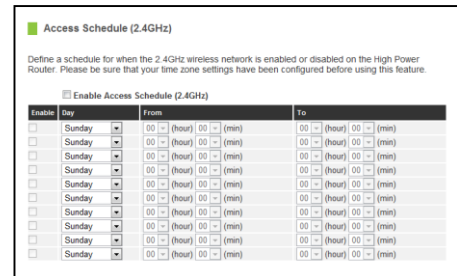 Access Schedule (2.4GHz)
Define a schedule for when the 2.4GHz wireless network is enabled or disabled on the High Power
Router. Please be sure that your time zone settings have been configured before using this feature.
Enable Access Schedule (2.4GHz)
Enable Day From To
Sunday 00 (hour) 00 (min) 00 (hour) 00 (min)
Sunday 00 (hour) 00 (min) 00 (hour) 00 (min)
Sunday 00 (hour) 00 (min) 00 (hour) 00 (min)
Sunday 00 (hour) 00 (min) 00 (hour) 00 (min)
Sunday 00 (hour) 00 (min) 00 (hour) 00 (min)
Sunday 00 (hour) 00 (min) 00 (hour) 00 (min)
Sunday 00 (hour) 00 (min) 00 (hour) 00 (min)
Sunday 00 (hour) 00 (min) 00 (hour) 00 (min)
Sunday 00 (hour) 00 (min) 00 (hour) 00 (min)
Sunday 00 (hour) 00 (min) 00 (hour) 00 (min)